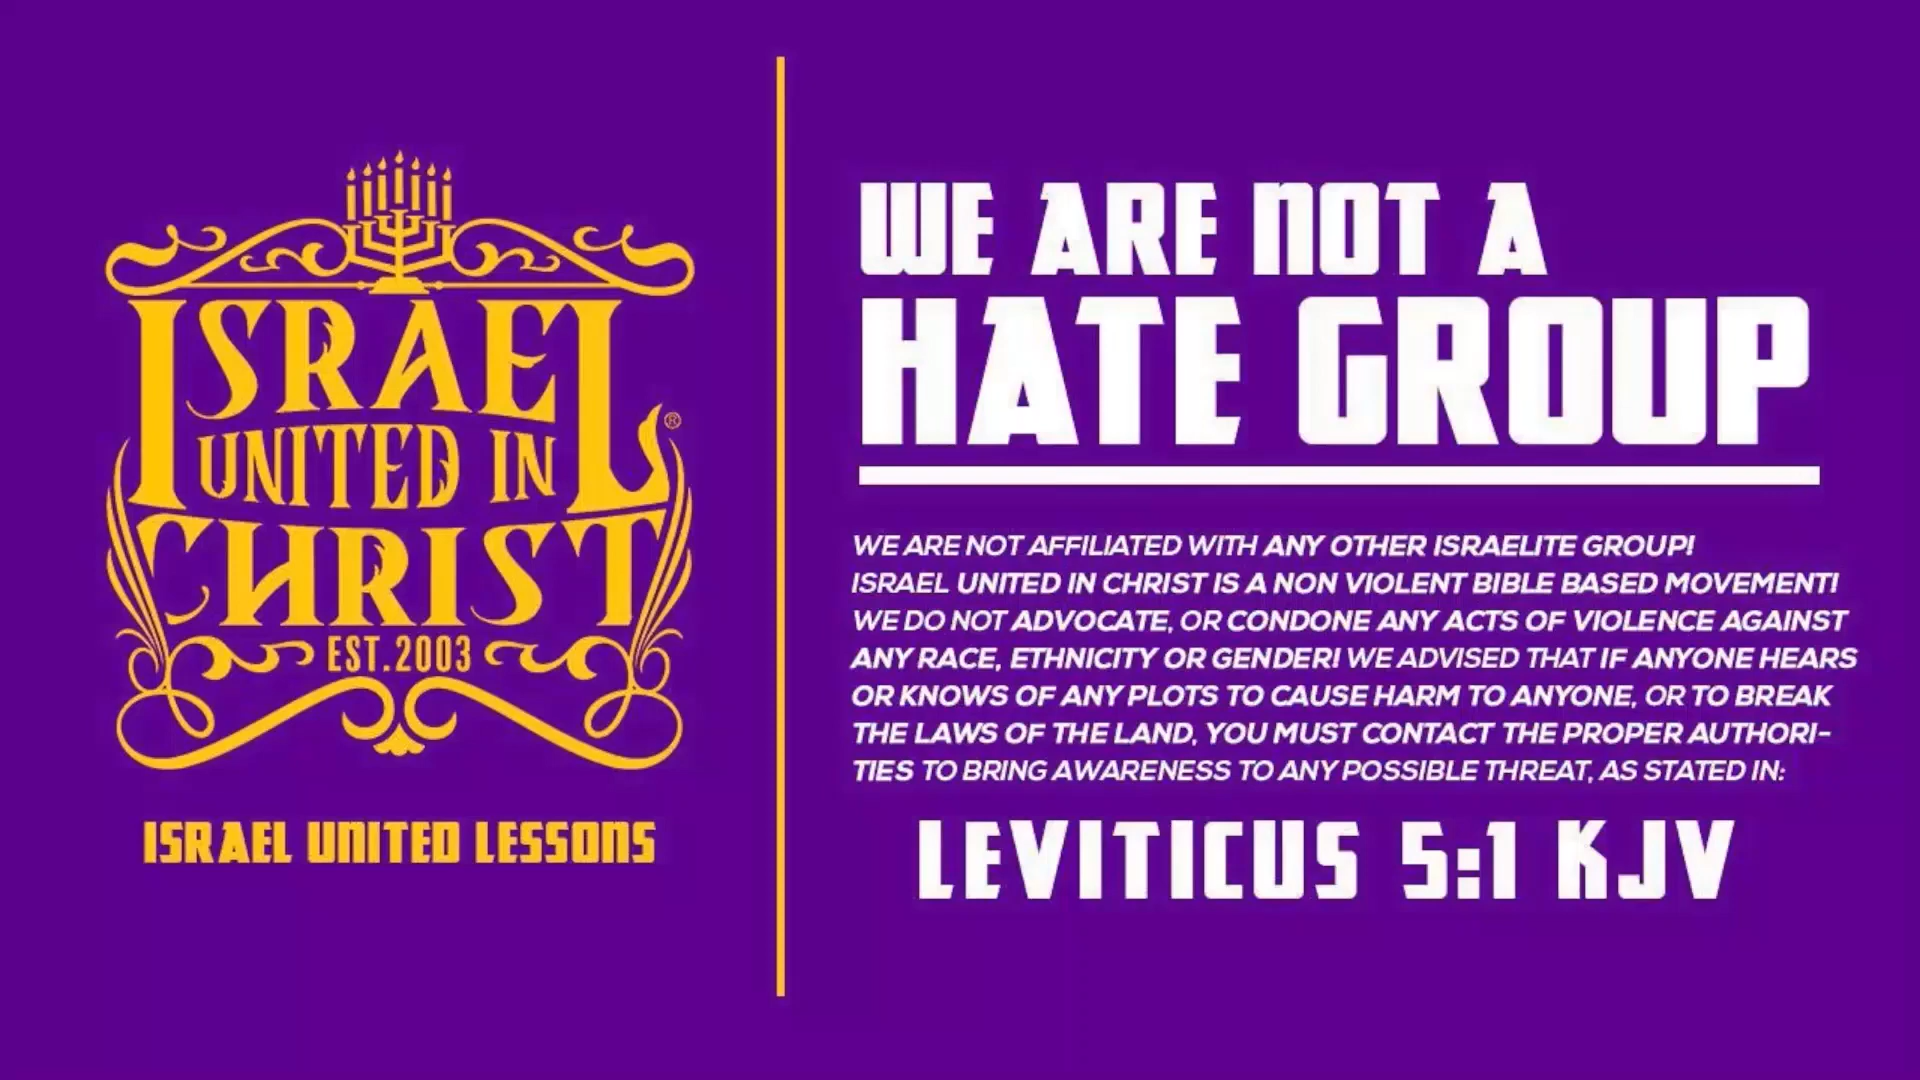 ISRAEL
UNITED IN
CHRIST
®
EST.2003
ISRAEL UNITED LESSONS
WE ARE NOT A
HATE GROUP
WE ARE NOT AFFILIATED WITH ANY OTHER ISRAELITE GROUP!
ISRAEL UNITED IN CHRIST IS A NON VIOLENT BIBLE BASED MOVEMENT!
WE DO NOT ADVOCATE, OR CONDONE ANY ACTS OF VIOLENCE AGAINST
ANY RACE, ETHNICITY OR GENDER! WE ADVISED THAT IF ANYONE HEARS
OR KNOWS OF ANY PLOTS TO CAUSE HARM TO ANYONE, OR TO BREAK
THE LAWS OF THE LAND, YOU MUST CONTACT THE PROPER AUTHORI-
TIES TO BRING AWARENESS TO ANY POSSIBLE THREAT, AS STATED IN:
LEVITICUS 5:1 KJV